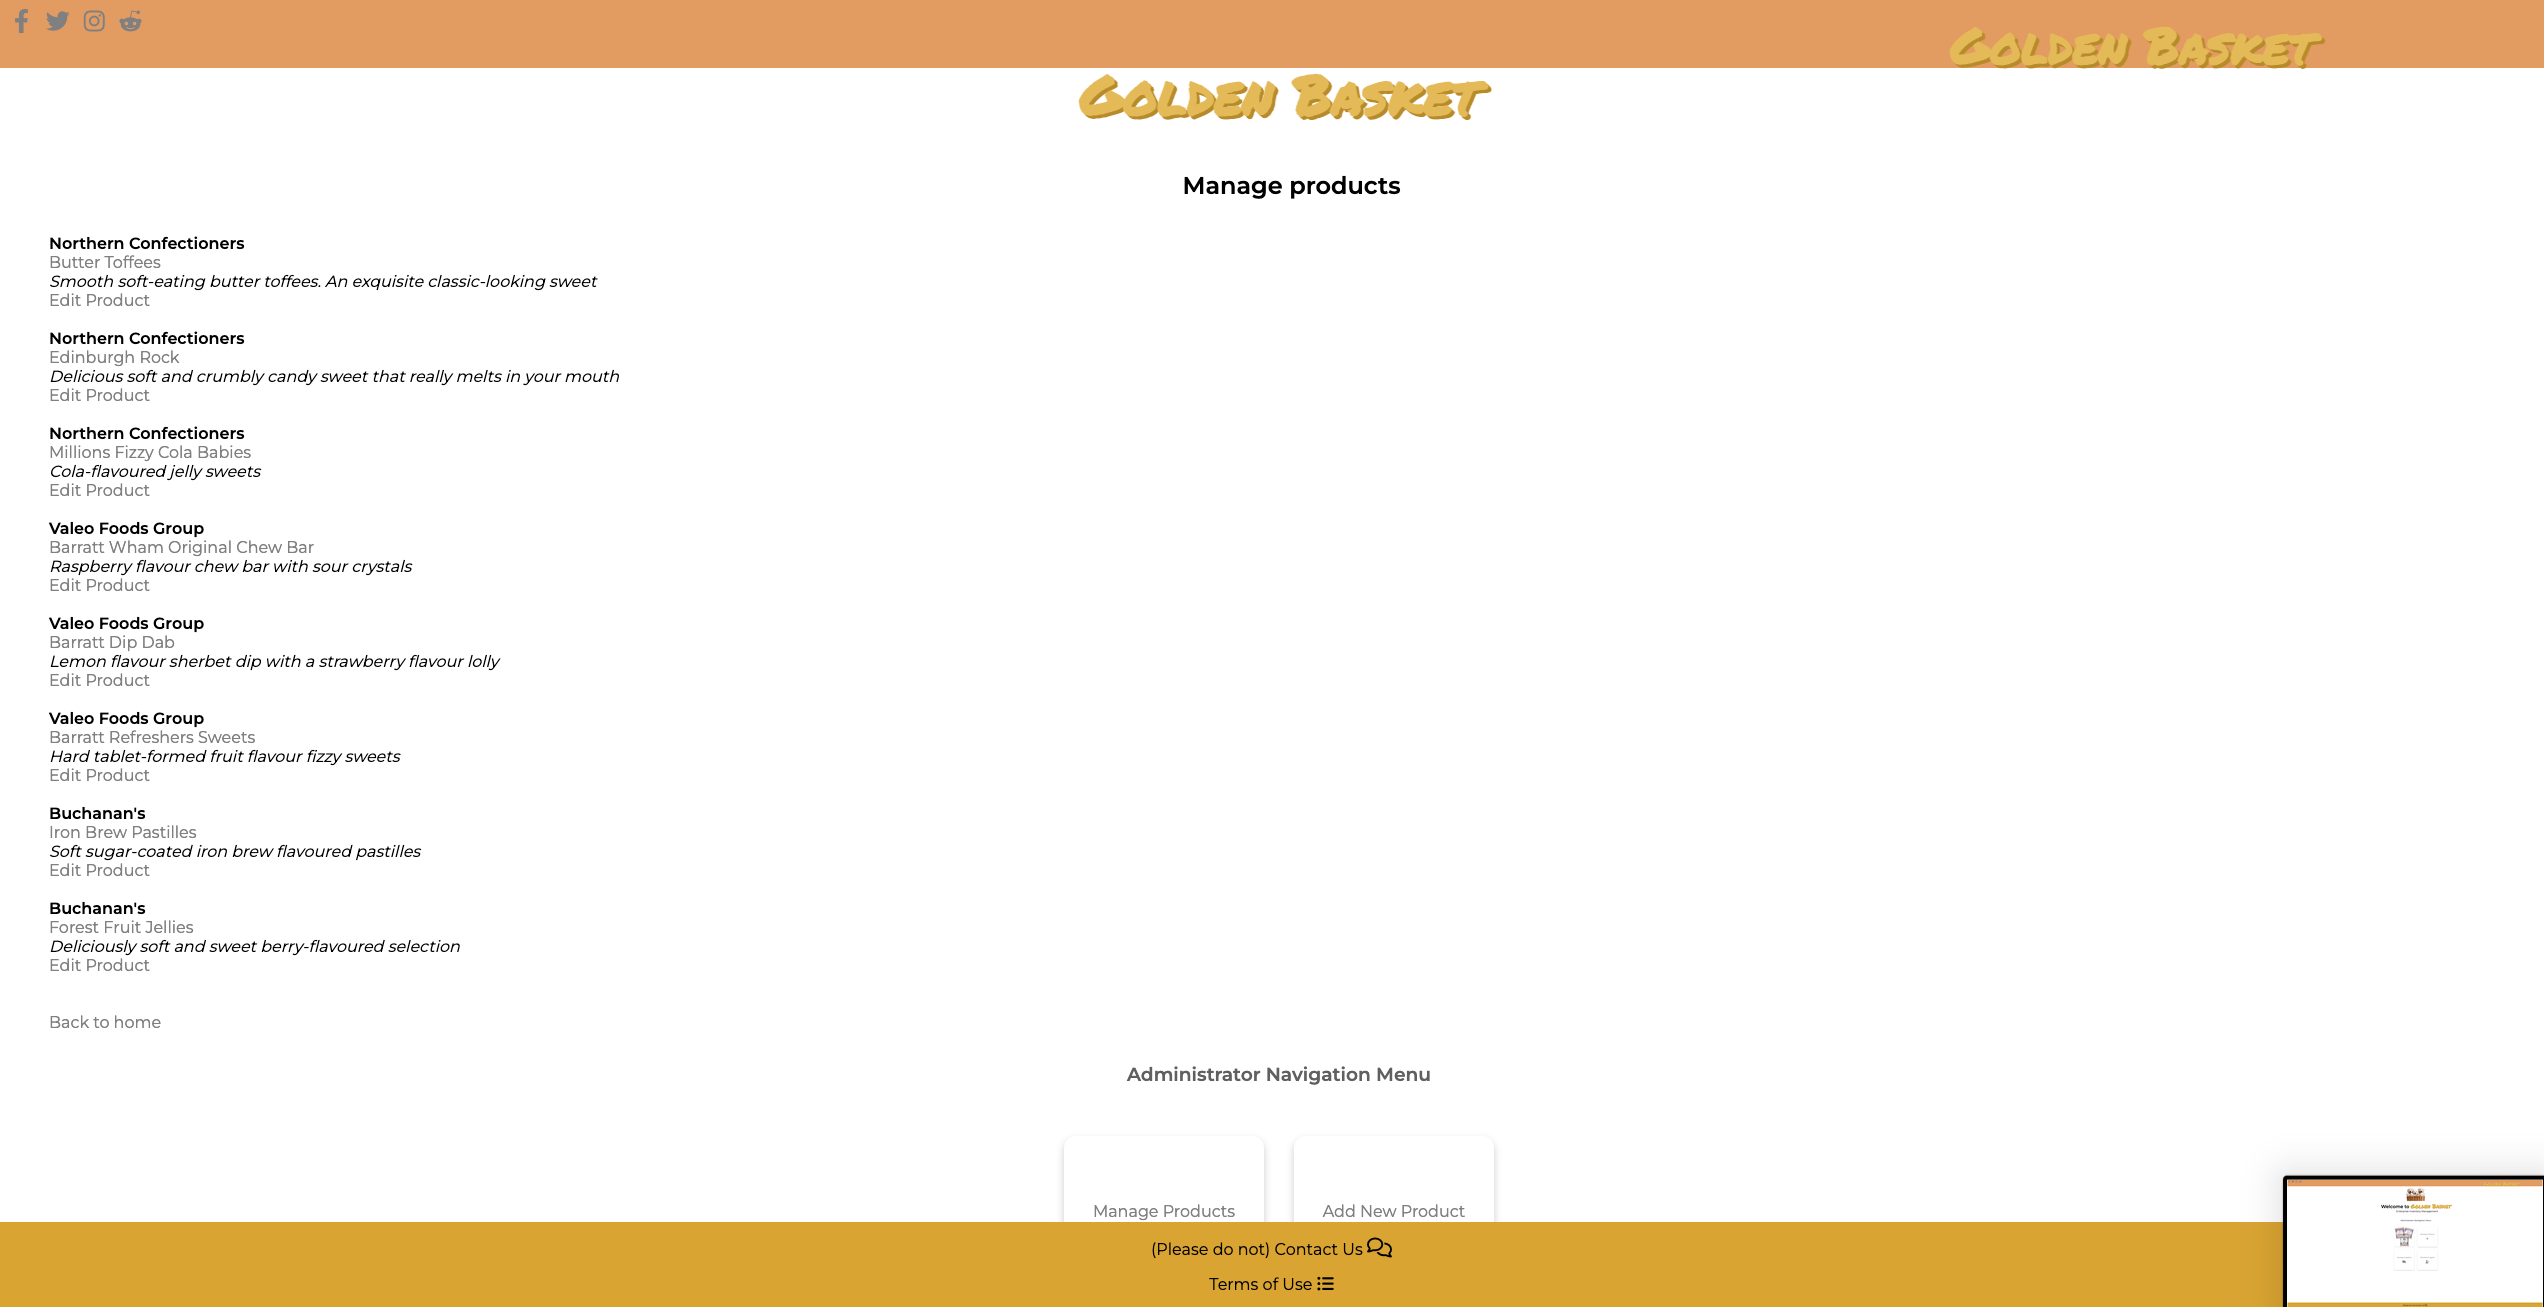 Golden Basket
Golden Basket
Manage products
Northern Confectioners
Butter Toffees
Smooth soft-eating butter toffees. An exquisite classic-looking sweet
Edit Product
Northern Confectioners
Edinburgh Rock
Delicious soft and crumbly candy sweet that really melts in your mouth
Edit Product
Northern Confectioners
Millions Fizzy Cola Babies
Cola-flavoured jelly sweets
Edit Product
Valeo Foods Group
Barratt Wham Original Chew Bar
Raspberry flavour chew bar with sour crystals
Edit Product
Valeo Foods Group
Barratt Dip Dab
Lemon flavour sherbet dip with a strawberry flavour lolly
Edit Product
Valeo Foods Group
Barratt Refreshers Sweets
Hard tablet-formed fruit flavour fizzy sweets
Edit Product
Buchanan's
Iron Brew Pastilles
Soft sugar-coated iron brew flavoured pastilles
Edit Product
Buchanan's
Forest Fruit Jellies
Deliciously soft and sweet berry-flavoured selection
Edit Product
Back to home
Administrator Navigation Menu
Manage Products
Add New Product
(Please do not) Contact Us
Terms of Use
Welcome to Golden Basket